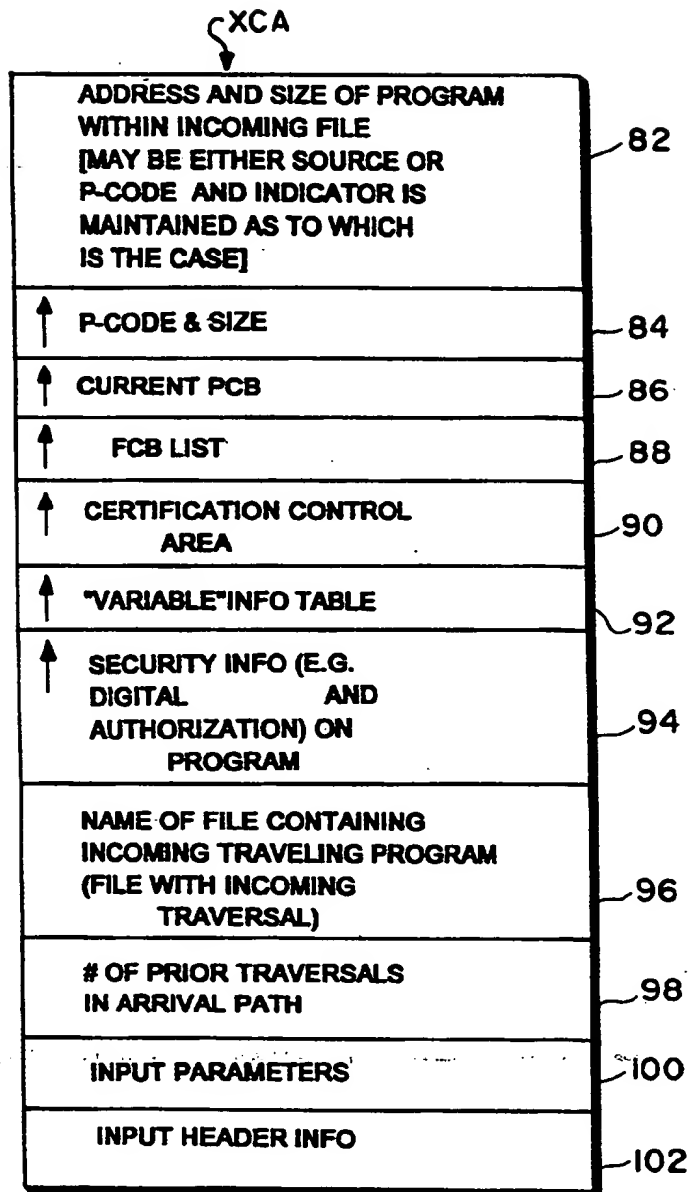 XCA
ADDRESS AND SIZE OF PROGRAM
WITHIN INCOMING FILE
[MAY BE EITHER SOURCE OR
P-CODE AND INDICATOR IS
MAINTAINED AS TO WHICH
IS THE CASE]
82
P-CODE & SIZE
84
CURRENT PCB
86
FCB LIST
88
CERTIFICATION CONTROL
AREA
90
"VARIABLE"INFO TABLE
92
SECURITY INFO (E.G.
DIGITAL AND
AUTHORIZATION) ON
PROGRAM
94
NAME OF FILE CONTAINING
INCOMING TRAVELING PROGRAM
(FILE WITH INCOMING
TRAVERSAL)
96
# OF PRIOR TRAVERSALS
IN ARRIVAL PATH
98
INPUT PARAMETERS
100
INPUT HEADER INFO
102